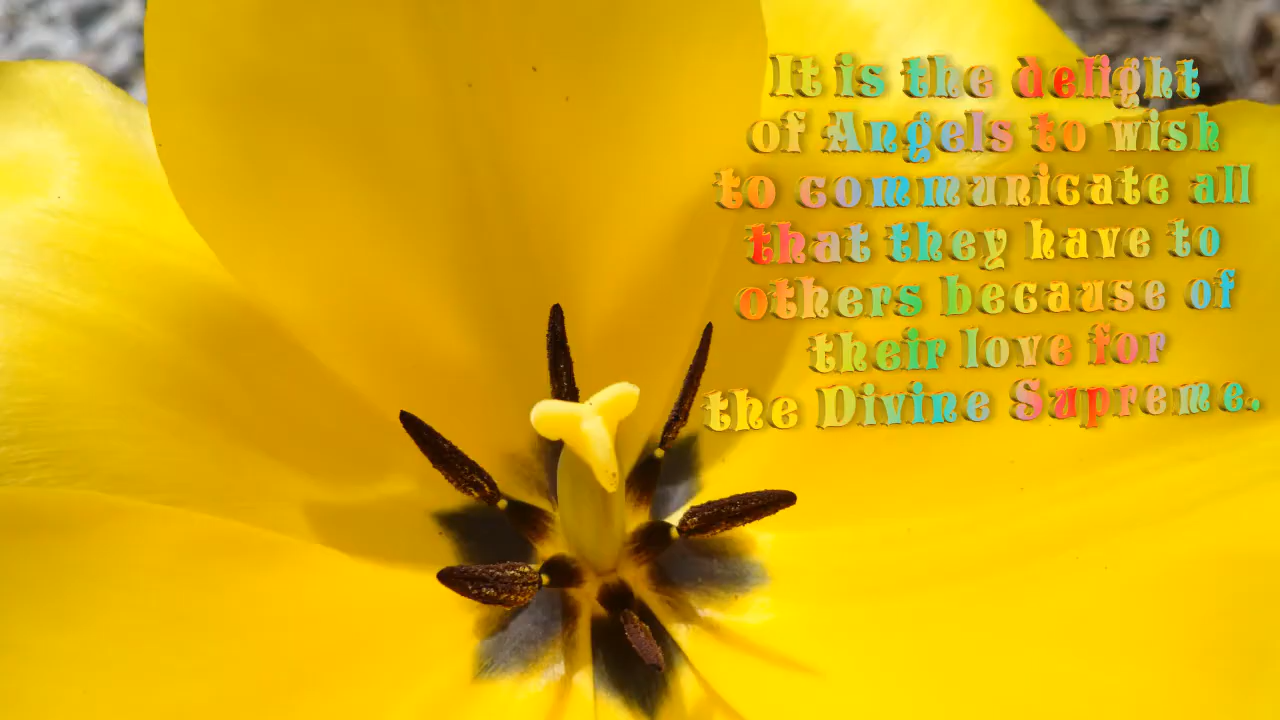 It is the delight
of Angels to wish
to communicate all
that they have to
others because of
their love for
the Divine Supreme.